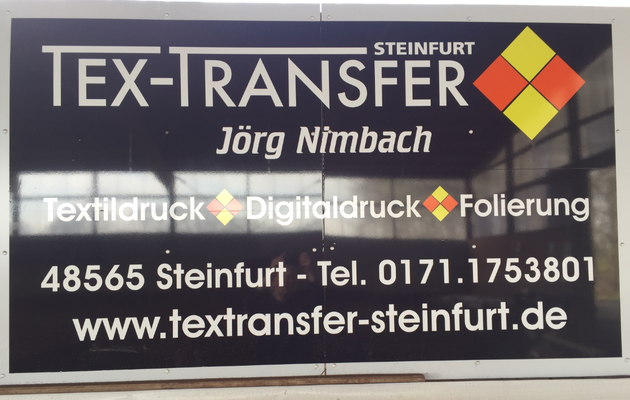 STEINFURT
TEX-TRANSFER
Jörg Nimbach
Textildruck Digitaldruck Folierung
48565 Steinfurt - Tel. 0171.1753801
www.textransfer-steinfurt.de